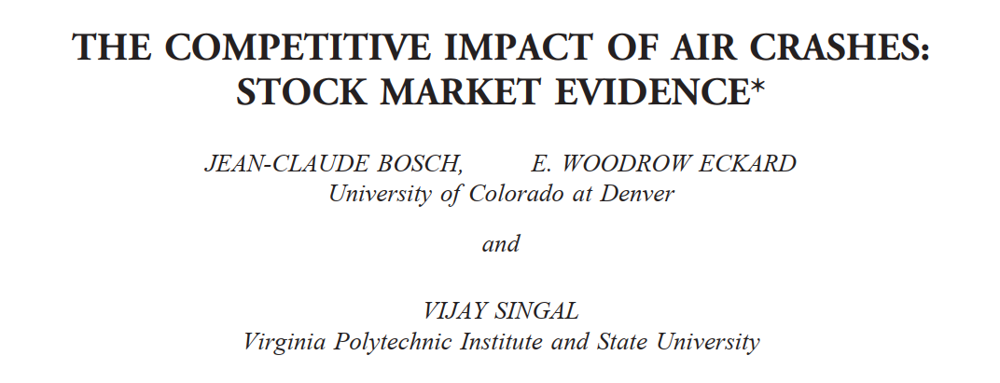 THE COMPETITIVE IMPACT OF AIR CRASHES:
STOCK MARKET EVIDENCE*
JEAN-CLAUDE BOSCH, E. WOODROW ECKARD
University of Colorado at Denver
and
VIJAY SINGAL
Virginia Polytechnic Institute and State University